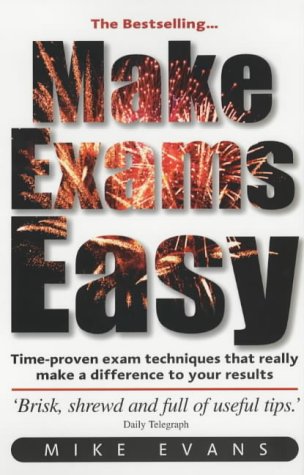 The Bestselling...
Make
Exams
Easy
Time-proven exam techniques that really
make a difference to your results
‘Brisk, shrewd and full of useful tips.’
Daily Telegraph
MIKE EVANS